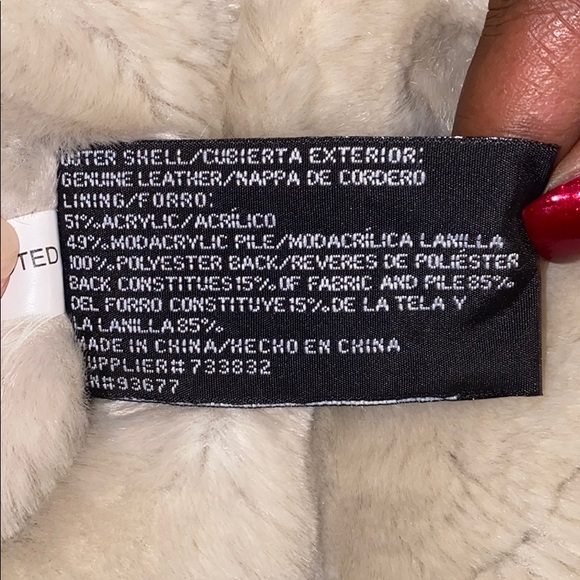 OUTER SHELL/CUBIERTA EXTERIOR:
GENUINE LEATHER/NAPPA DE CORDERO
LINING/FORRO:
51%ACRYLIC/ACRÍLICO
49%MODACRYLIC PILE/MODACRÍLICA LANILLA
100%POLYESTER BACK/REVERES DE POLIÉSTER
BACK CONSTITUES15% OF FABRIC AND PILE85%
DEL FORRO CONSTITUYE15%DE LA TELA Y
LA LANILLA85%
MADE IN CHINA/HECHO EN CHINA
SUPPLIER#733832
RN#93677
TED